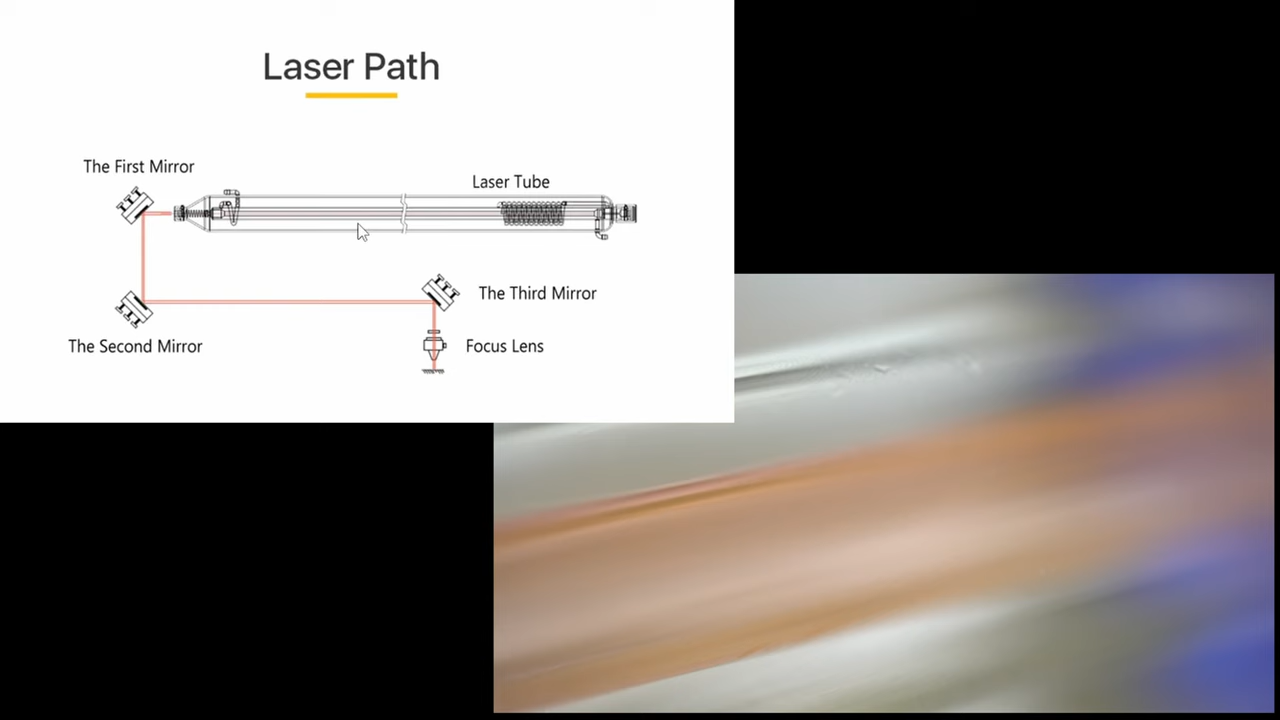 Laser Path
The First Mirror
Laser Tube
The Third Mirror
The Second Mirror
Focus Lens